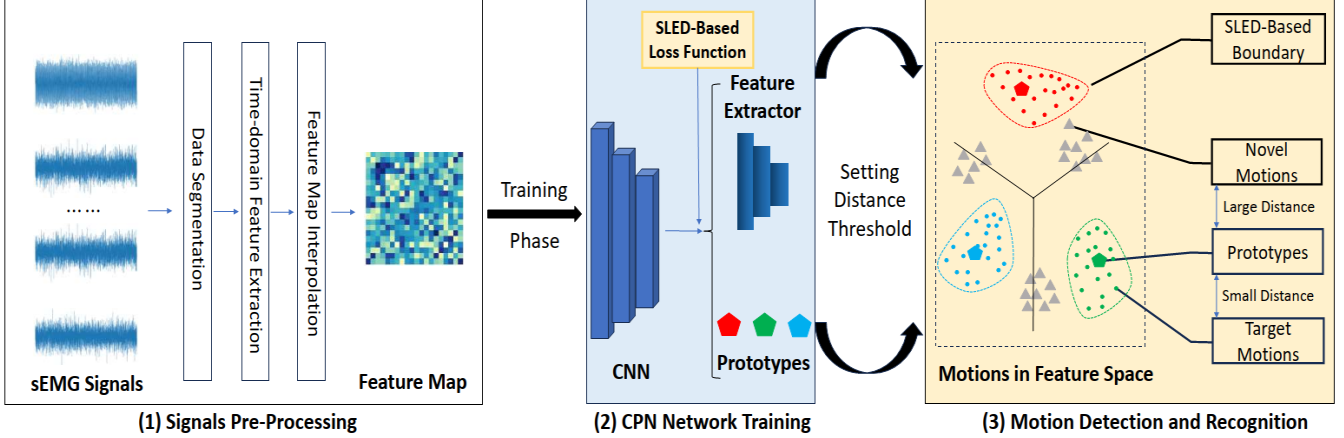 sEMG Signals
……
Data Segmentation
Time-domain Feature Extraction
Feature Map Interpolation
Feature Map
(1) Signals Pre-Processing
Training
Phase
SLED-Based
Loss Function
Feature
Extractor
CNN
Prototypes
(2) CPN Network Training
Setting
Distance
Threshold
SLED-Based
Boundary
Novel
Motions
Large Distance
Prototypes
Small Distance
Target
Motions
Motions in Feature Space
(3) Motion Detection and Recognition